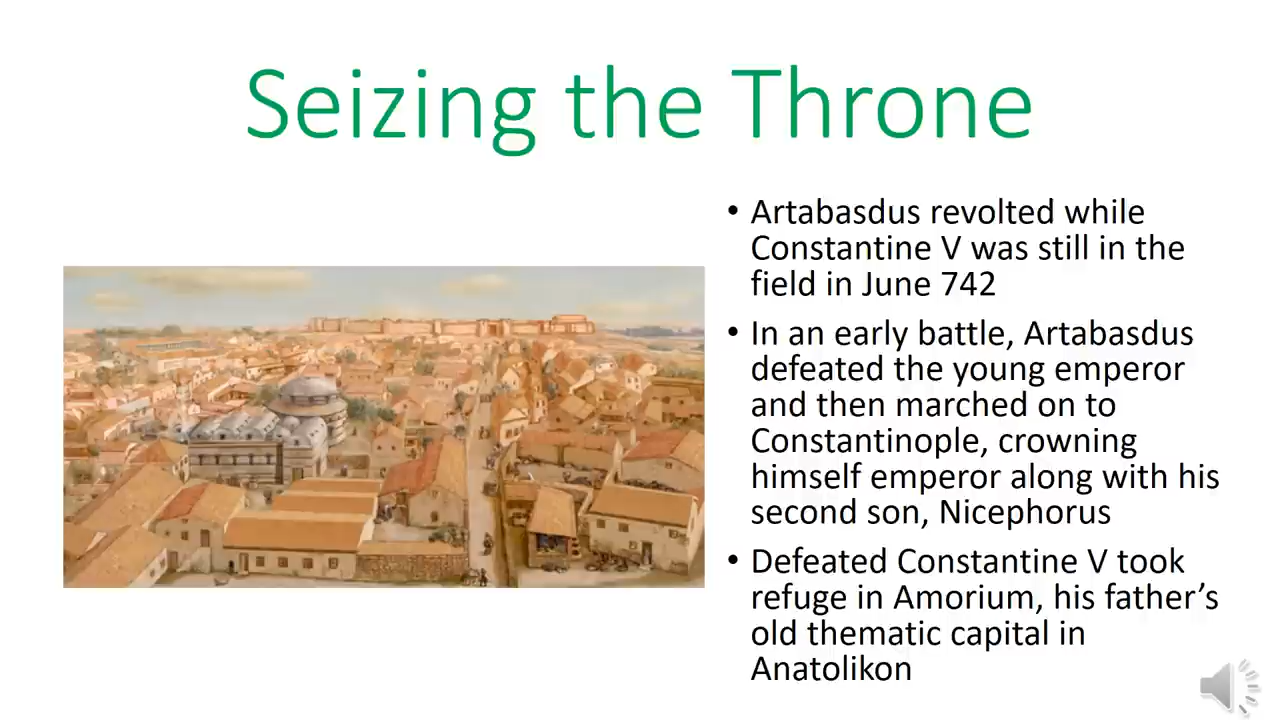 Seizing the Throne
• Artabasdus revolted while
Constantine V was still in the
field in June 742
• In an early battle, Artabasdus
defeated the young emperor
and then marched on to
Constantinople, crowning
himself emperor along with his
second son, Nicephorus
• Defeated Constantine V took
refuge in Amorium, his father’s
old thematic capital in
Anatolikon